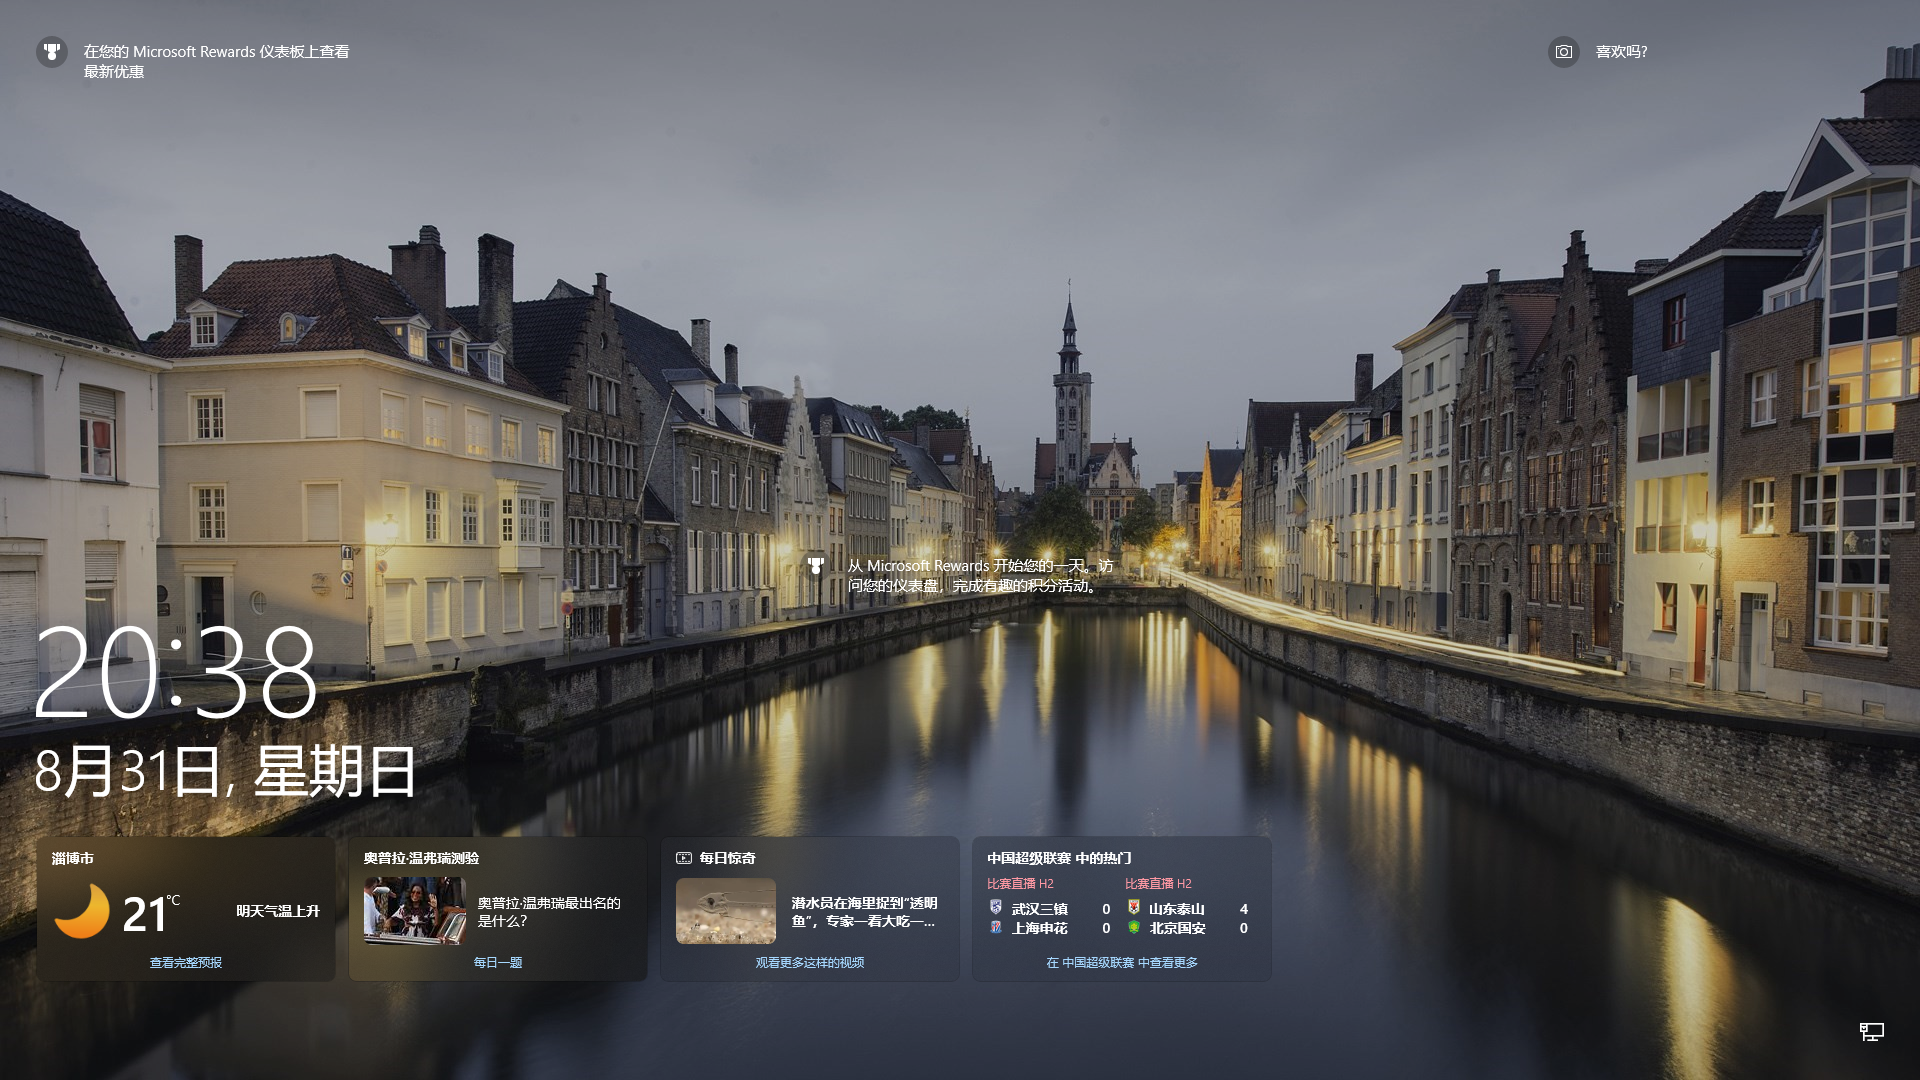 在您的 Microsoft Rewards 仪表板上查看
最新优惠
喜欢吗?
从 Microsoft Rewards 开始您的一天。访
问您的仪表盘，完成有趣的积分活动。
20:38
8月31日, 星期日
淄博市
21°C
明天气温上升
查看完整预报
奥普拉·温弗瑞测验
奥普拉·温弗瑞最出名的
是什么?
每日一题
每日惊奇
潜水员在海里捉到“透明
鱼”，专家一看大吃一...
观看更多这样的视频
中国超级联赛 中的热门
比赛直播 H2
武汉三镇 0
上海申花 0
比赛直播 H2
山东泰山 4
北京国安 0
在 中国超级联赛 中查看更多